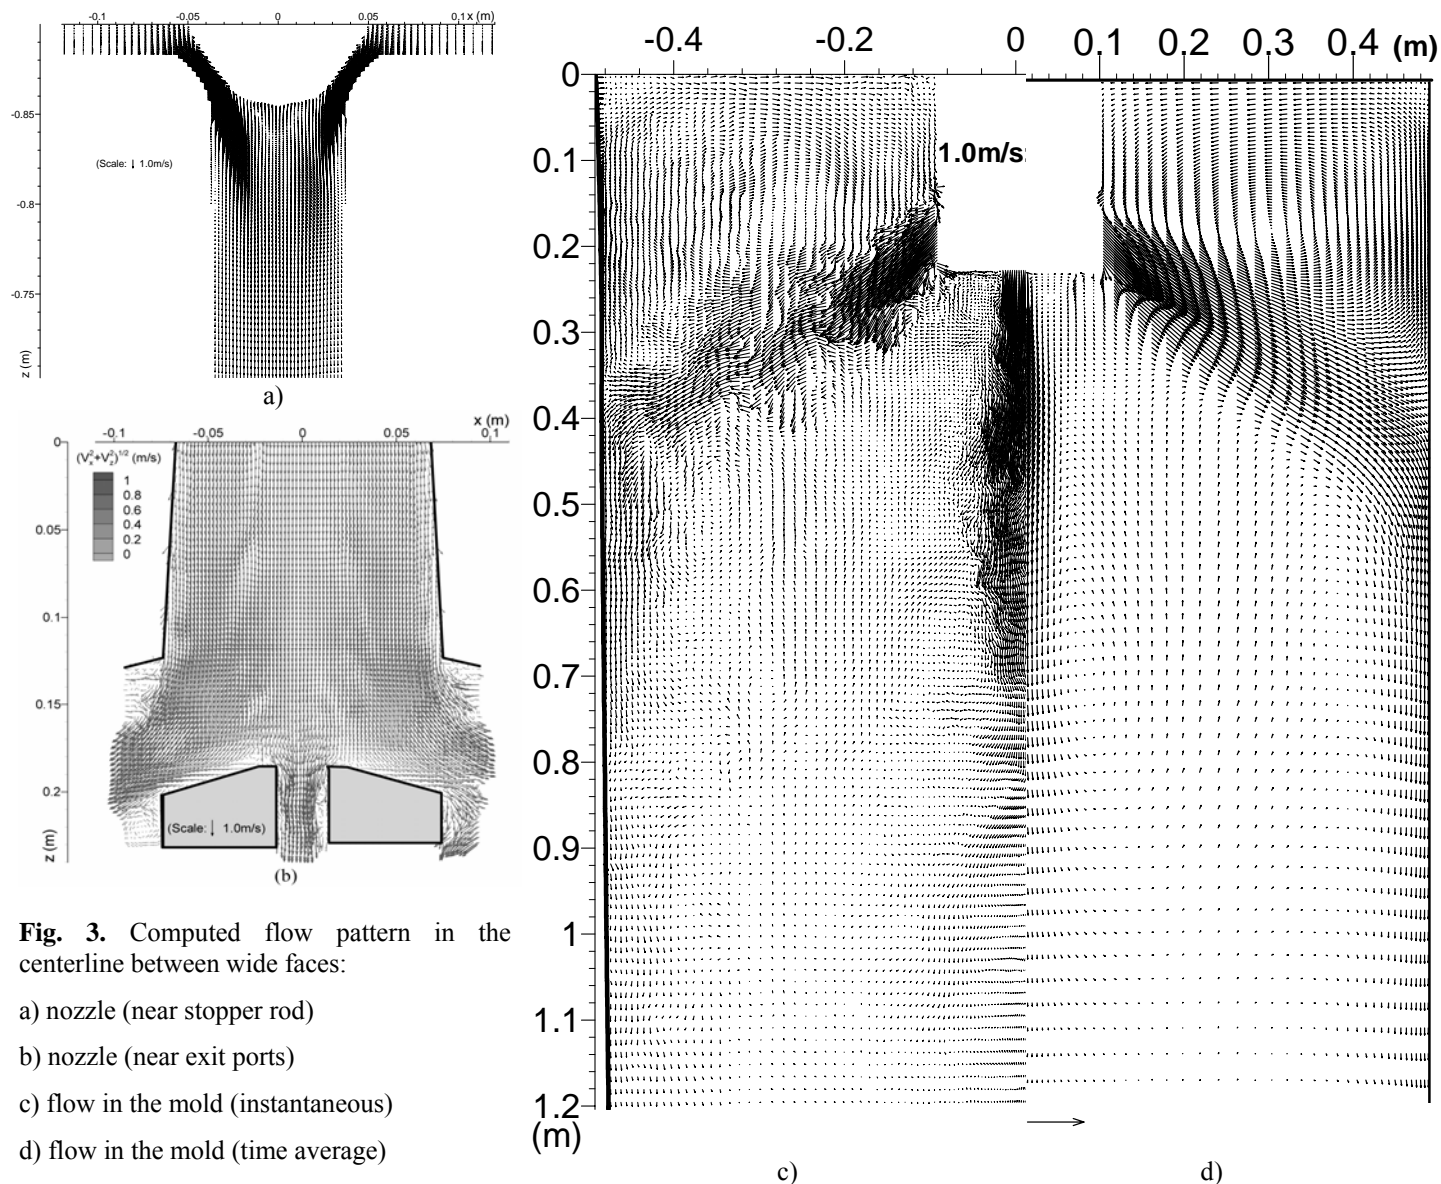 -0.1 -0.05 0 0.05 0.1 x (m)
-0.85
(Scale: ↓ 1.0m/s)
-0.8
-0.75
z (m)
a)
x (m)
-0.1 -0.05 0 0.05 0.1
0
(Vx²+Vz²)^1/2 (m/s)
1
0.8
0.6
0.4
0.2
0
0.05
0.1
0.15
0.2
(Scale: ↓ 1.0m/s)
z (m)
(b)
Fig. 3. Computed flow pattern in the
centerline between wide faces:
a) nozzle (near stopper rod)
b) nozzle (near exit ports)
c) flow in the mold (instantaneous)
d) flow in the mold (time average)
-0.4 -0.2 0 0.1 0.2 0.3 0.4 (m)
0
0.1
1.0m/s
0.2
0.3
0.4
0.5
0.6
0.7
0.8
0.9
1
1.1
1.2
(m)
c) d)